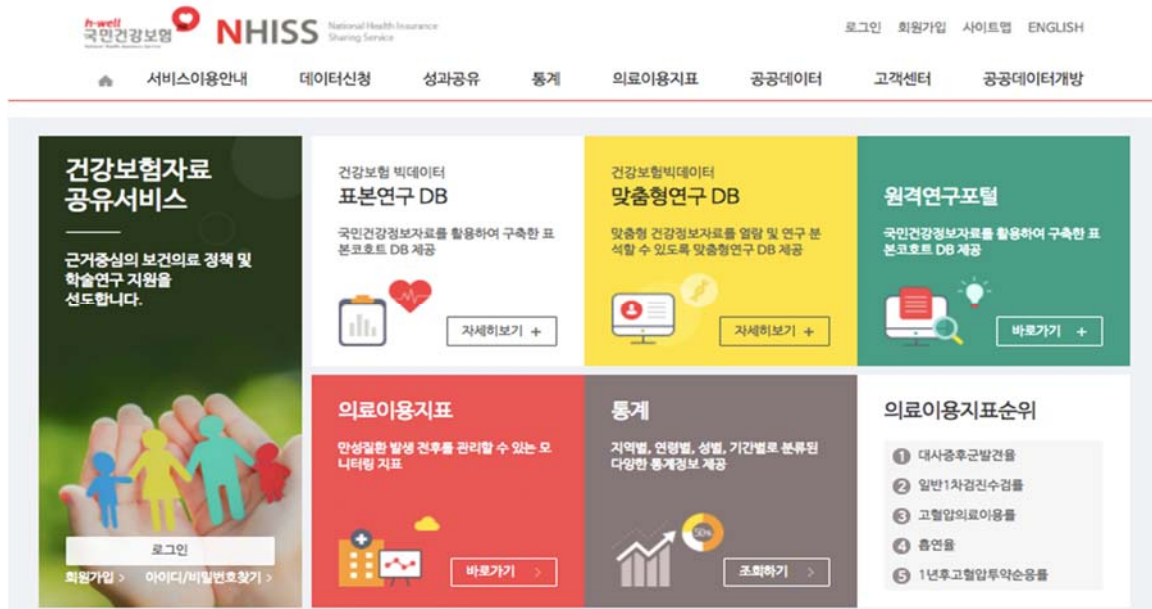 h·well
국민건강보험
National Health Insurance Service
NHISS National Health Insurance
Sharing Service
로그인 회원가입 사이트맵 ENGLISH
서비스이용안내 데이터신청 성과공유 통계 의료이용지표 공공데이터 고객센터 공공데이터개방
건강보험자료
공유서비스
근거중심의 보건의료 정책 및
학술연구 지원을
선도합니다.
로그인
회원가입 > 아이디/비밀번호찾기 >
건강보험 빅데이터
표본연구 DB
국민건강정보자료를 활용하여 구축한 표
본코호트 DB 제공
자세히보기 +
건강보험빅데이터
맞춤형연구 DB
맞춤형 건강정보자료를 열람 및 연구 분
석할 수 있도록 맞춤형연구 DB 제공
자세히보기 +
원격연구포털
국민건강정보자료를 활용하여 구축한 표
본코호트 DB 제공
바로가기 +
의료이용지표
만성질환 발생 전후를 관리할 수 있는 모
니터링 지표
바로가기 >
통계
지역별, 연령별, 성별, 기간별로 분류된
다양한 통계정보 제공
50%
조회하기 >
의료이용지표순위
1 대사증후군발견율
2 일반1차검진수검률
3 고혈압의료이용률
4 흡연율
5 1년후고혈압투약순응률